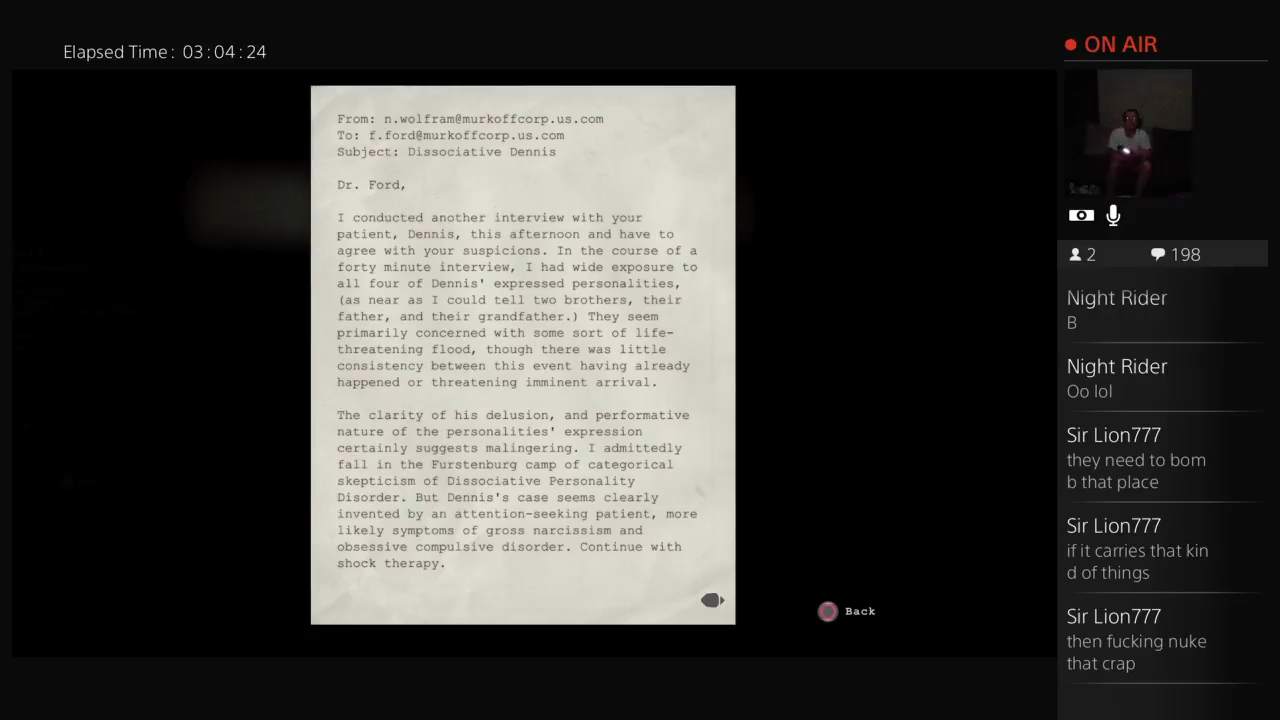 Elapsed Time: 03:04:24
From: n.wolfram@murkoffcorp.us.com
To: f.ford@murkoffcorp.us.com
Subject: Dissociative Dennis
Dr. Ford,
I conducted another interview with your
patient, Dennis, this afternoon and have to
agree with your suspicions. In the course of a
forty minute interview, I had wide exposure to
all four of Dennis' expressed personalities,
(as near as I could tell two brothers, their
father, and their grandfather.) They seem
primarily concerned with some sort of life-
threatening flood, though there was little
consistency between this event having already
happened or threatening imminent arrival.
The clarity of his delusion, and performative
nature of the personalities' expression
certainly suggests malingering. I admittedly
fall in the Furstenburg camp of categorical
skepticism of Dissociative Personality
Disorder. But Dennis's case seems clearly
invented by an attention-seeking patient, more
likely symptoms of gross narcissism and
obsessive compulsive disorder. Continue with
shock therapy.
Back
ON AIR
2 198
Night Rider
B
Night Rider
Oo lol
Sir Lion777
they need to bom
b that place
Sir Lion777
if it carries that kin
d of things
Sir Lion777
then fucking nuke
that crap